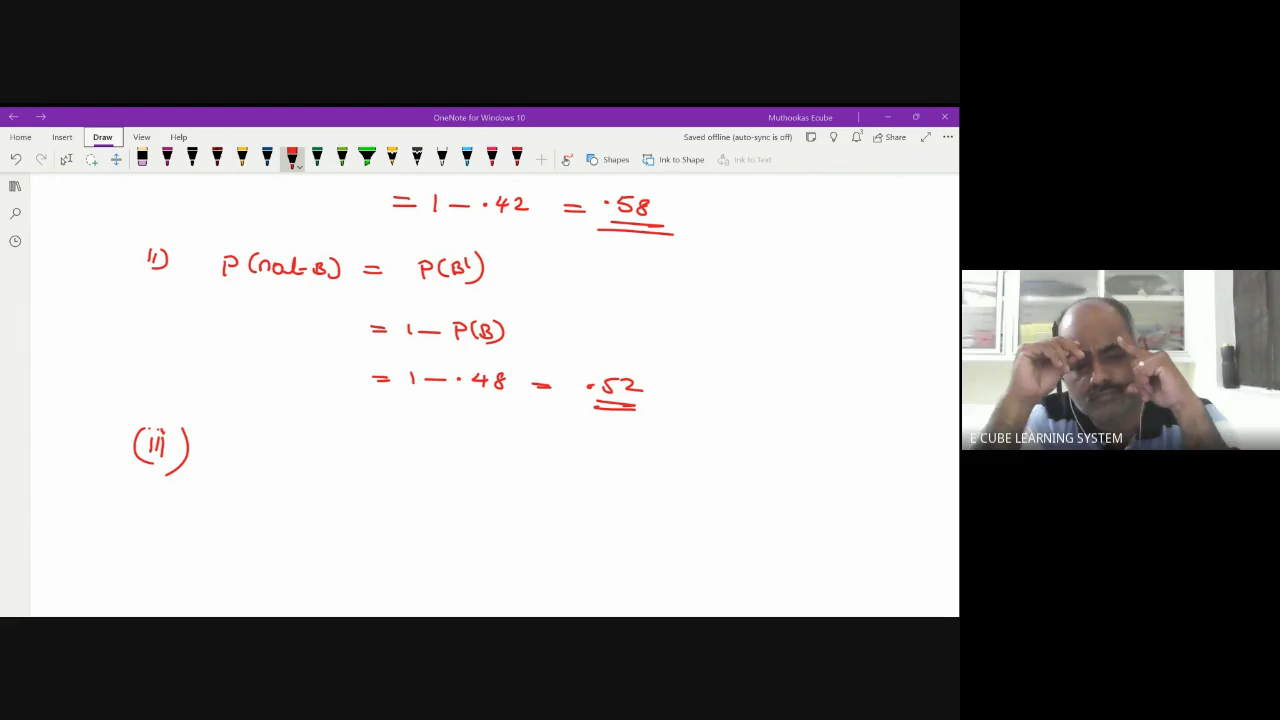 OneNote for Windows 10
Muthookas Ecube
Home Insert Draw View Help
Saved offline (auto-sync is off)
Share
Shapes
Ink to Shape
Ink to Text
= 1 - .42 = .58
ii) P(not-B) = P(B')
= 1 - P(B)
= 1 - .48 = .52
(iii)
E CUBE LEARNING SYSTEM